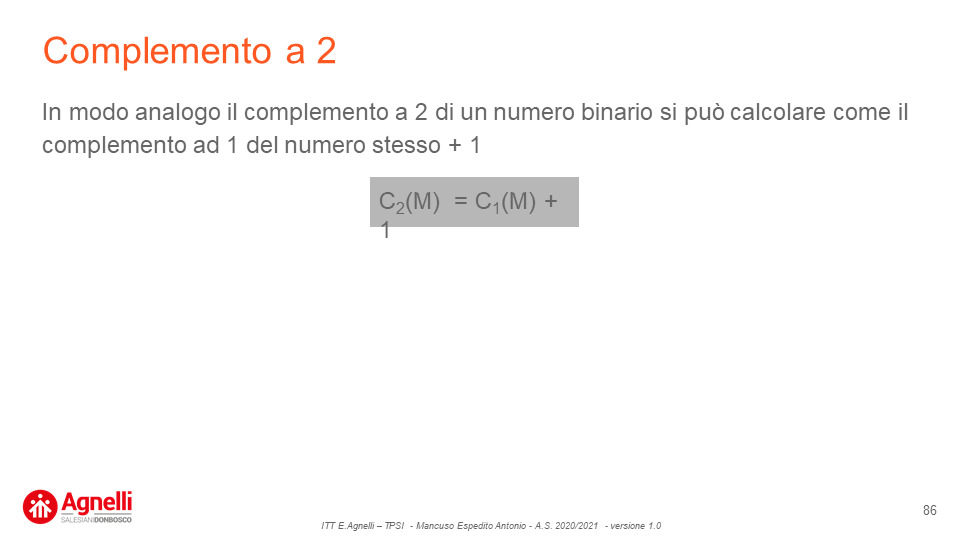 Complemento a 2
In modo analogo il complemento a 2 di un numero binario si può calcolare come il
complemento ad 1 del numero stesso + 1
C2(M) = C1(M) +
1
Agnelli
SALESIANIDONBOSCO
ITT E.Agnelli – TPSI - Mancuso Espedito Antonio - A.S. 2020/2021 - versione 1.0
86